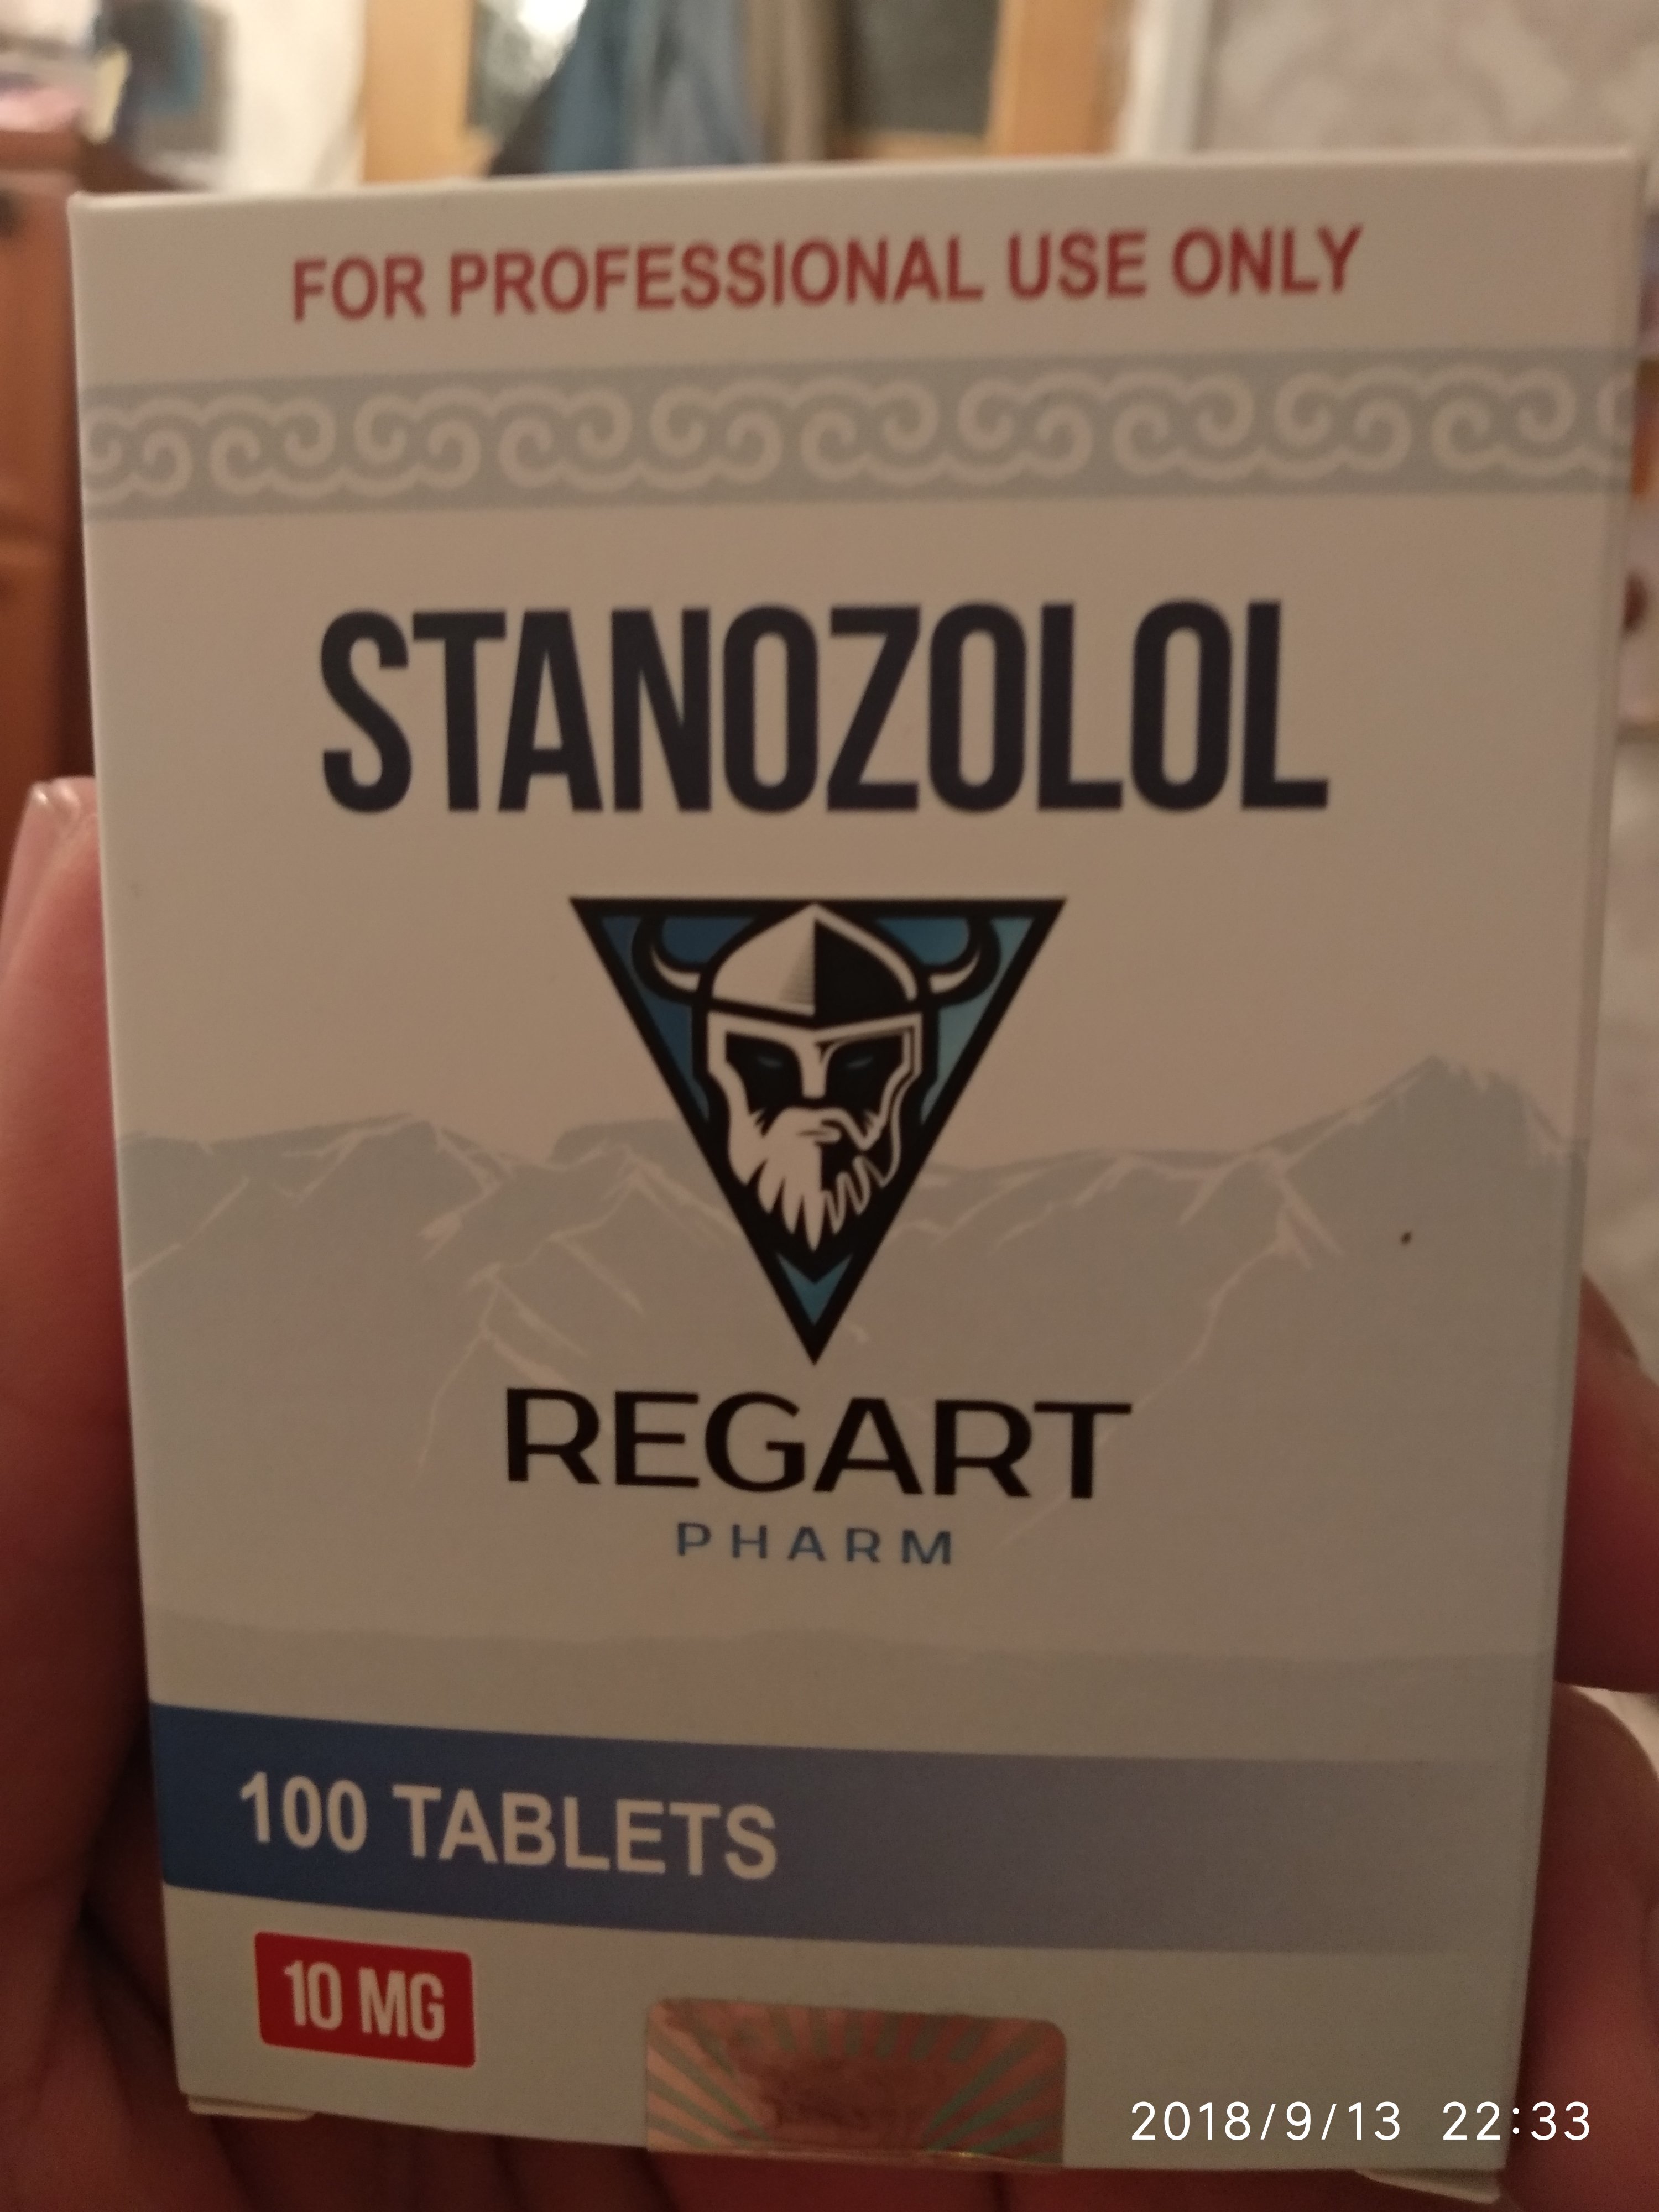 FOR PROFESSIONAL USE ONLY
STANOZOLOL
REGART
PHARM
100 TABLETS
10 MG
2018/9/13 22:33